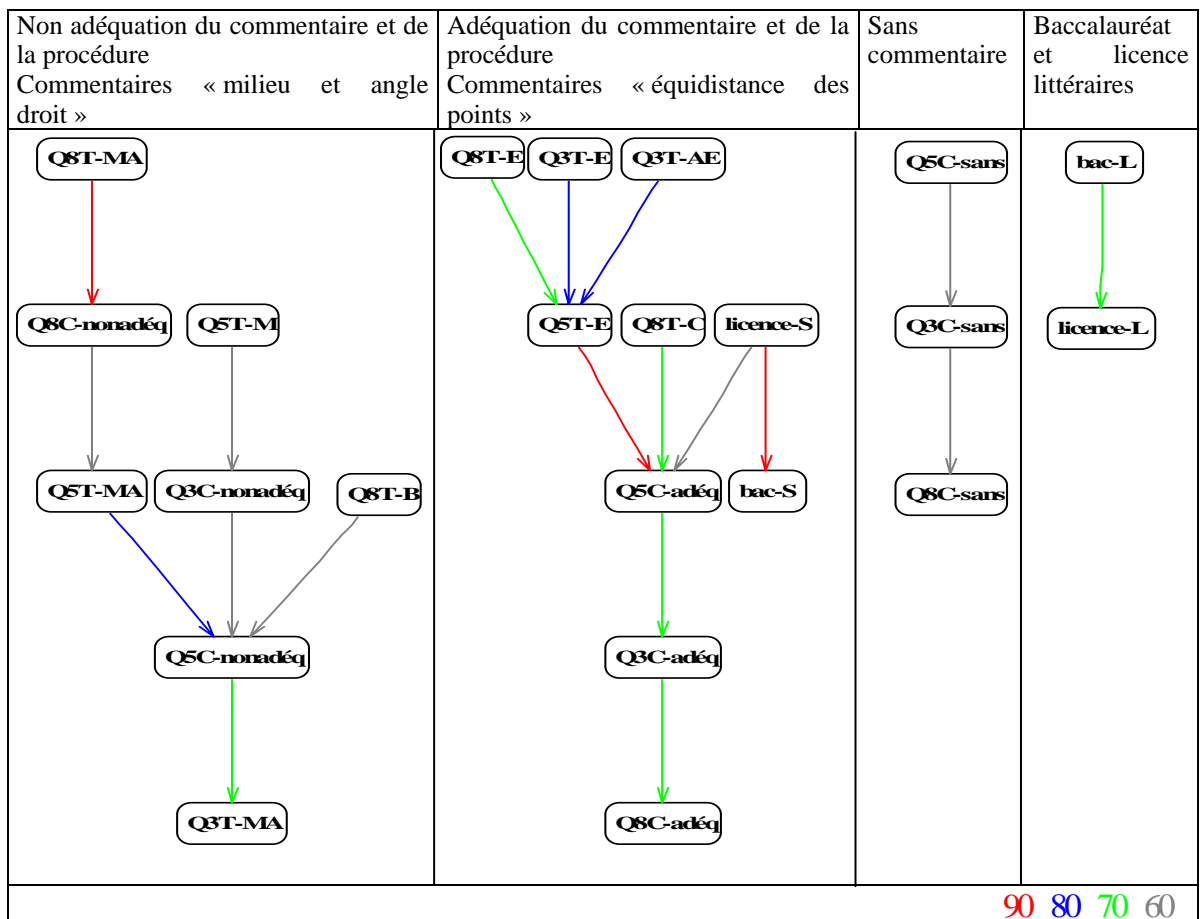 Non adéquation du commentaire et de
la procédure
Commentaires « milieu et angle
droit »
Adéquation du commentaire et de la
procédure
Commentaires « équidistance des
points »
Sans
commentaire
Baccalauréat
et licence
littéraires
Q8T-MA
Q8T-E
Q3T-E
Q3T-AE
Q5C-sans
bac-L
Q8C-nonadéq
Q5T-M
Q5T-E
Q8T-C
licence-S
Q3C-sans
licence-L
Q5T-MA
Q3C-nonadéq
Q8T-B
Q5C-adéq
bac-S
Q8C-sans
Q5C-nonadéq
Q3C-adéq
Q3T-MA
Q8C-adéq
90 80 70 60